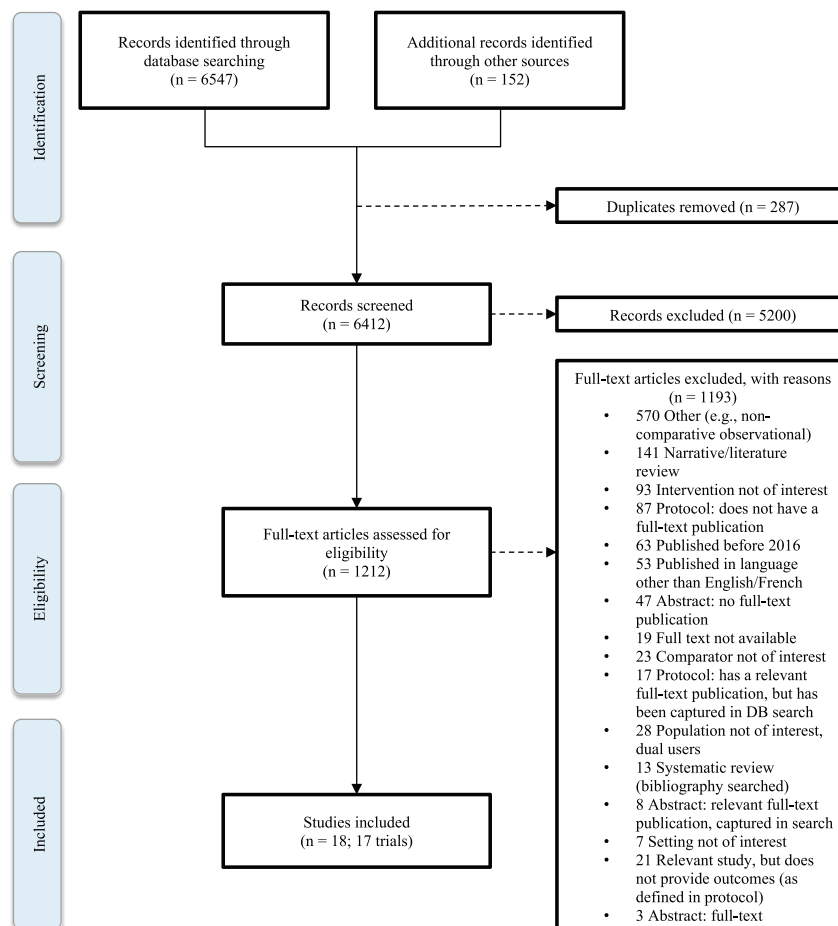 Records identified through
database searching
(n = 6547)
Additional records identified
through other sources
(n = 152)
Identification
Duplicates removed (n = 287)
Screening
Records screened
(n = 6412)
Records excluded (n = 5200)
Eligibility
Full-text articles assessed for
eligibility
(n = 1212)
Full-text articles excluded, with reasons
(n = 1193)
• 570 Other (e.g., non-
comparative observational)
• 141 Narrative/literature
review
• 93 Intervention not of interest
• 87 Protocol: does not have a
full-text publication
• 63 Published before 2016
• 53 Published in language
other than English/French
• 47 Abstract: no full-text
publication
• 19 Full text not available
• 23 Comparator not of interest
• 17 Protocol: has a relevant
full-text publication, but has
been captured in DB search
• 28 Population not of interest,
dual users
• 13 Systematic review
(bibliography searched)
• 8 Abstract: relevant full-text
publication, captured in search
• 7 Setting not of interest
• 21 Relevant study, but does
not provide outcomes (as
defined in protocol)
• 3 Abstract: full-text
Included
Studies included
(n = 18; 17 trials)